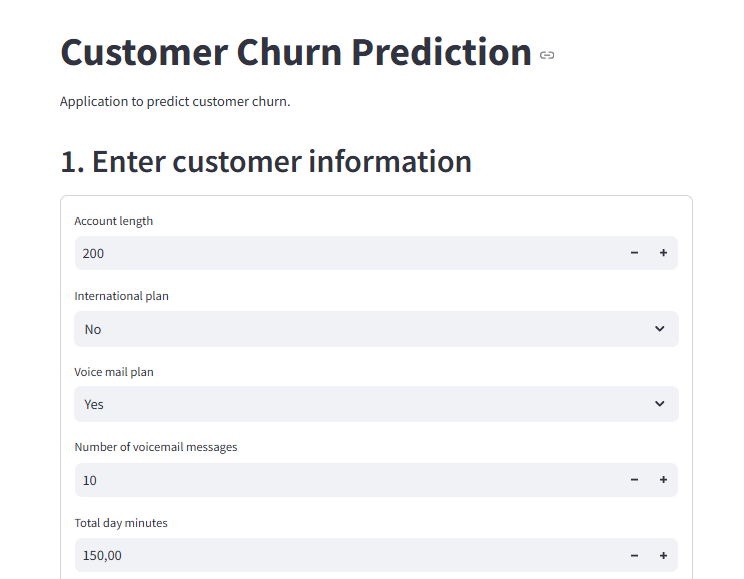 Customer Churn Prediction
Application to predict customer churn.
1. Enter customer information
Account length
200
International plan
No
Voice mail plan
Yes
Number of voicemail messages
10
Total day minutes
150,00